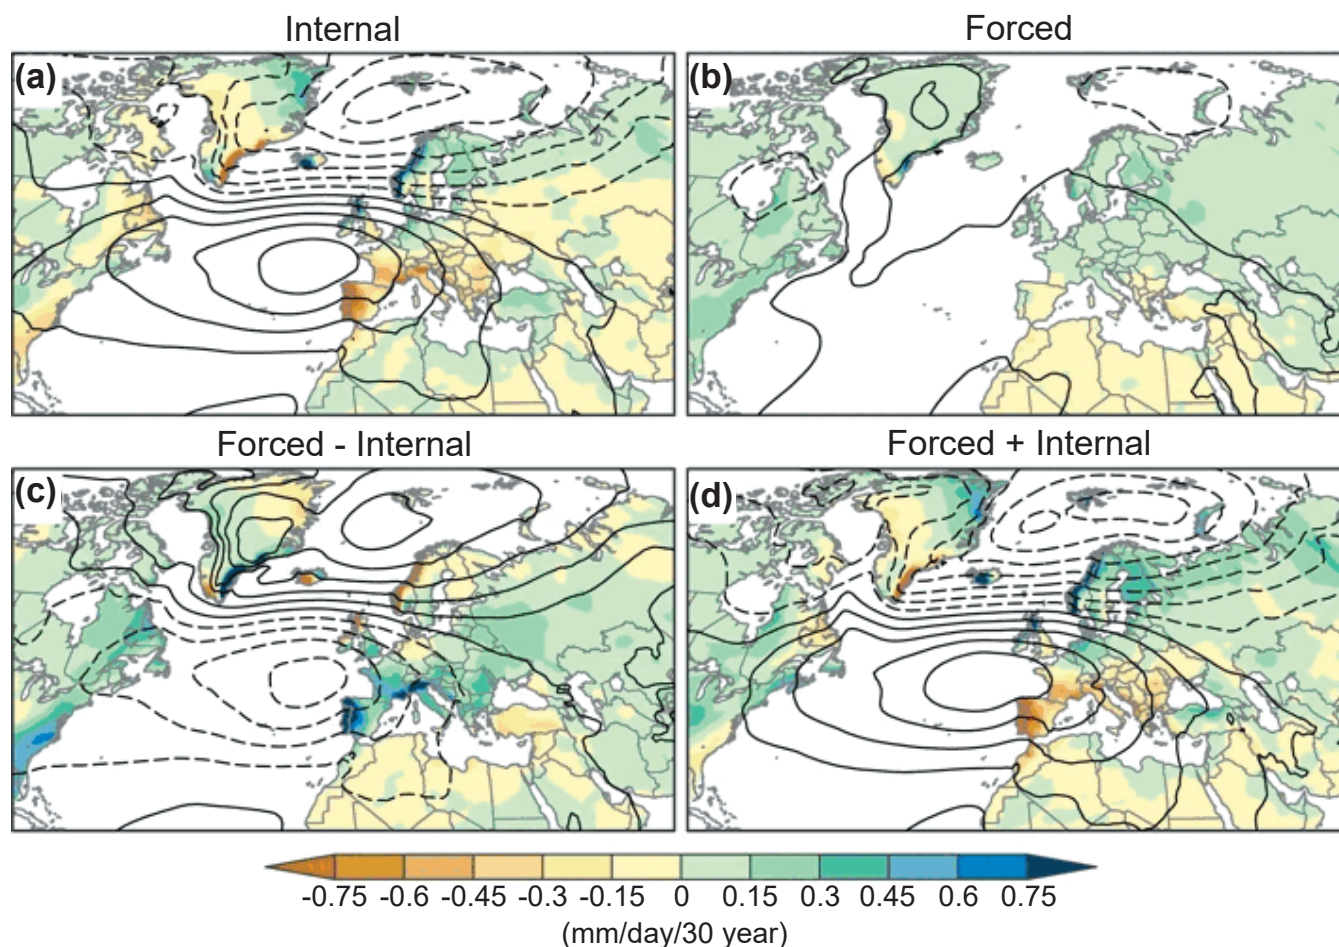 Internal
Forced
(a)
(b)
Forced - Internal
Forced + Internal
(c)
(d)
-0.75 -0.6 -0.45 -0.3 -0.15 0 0.15 0.3 0.45 0.6 0.75
(mm/day/30 year)